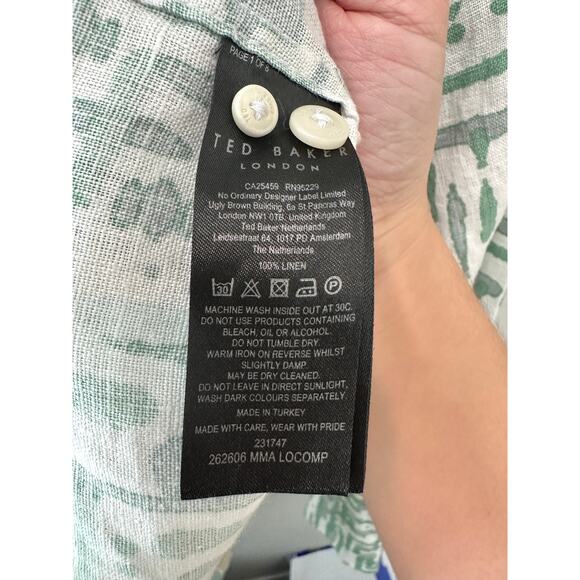 PAGE 1 OF 8
TED BAKER
LONDON
CA25459 RN95229
No Ordinary Designer Label Limited
Ugly Brown Building, 6a St Pancras Way
London NW1 0TB, United Kingdom
Ted Baker Netherlands
Leidsestraat 64, 1017 PD Amsterdam
The Netherlands
100% LINEN
30 P
MACHINE WASH INSIDE OUT AT 30C.
DO NOT USE PRODUCTS CONTAINING
BLEACH, OIL OR ALCOHOL.
DO NOT TUMBLE DRY.
WARM IRON ON REVERSE WHILST
SLIGHTLY DAMP.
MAY BE DRY CLEANED.
DO NOT LEAVE IN DIRECT SUNLIGHT.
WASH DARK COLOURS SEPARATELY.
MADE IN TURKEY
MADE WITH CARE, WEAR WITH PRIDE
231747
262606 MMA LOCOMP